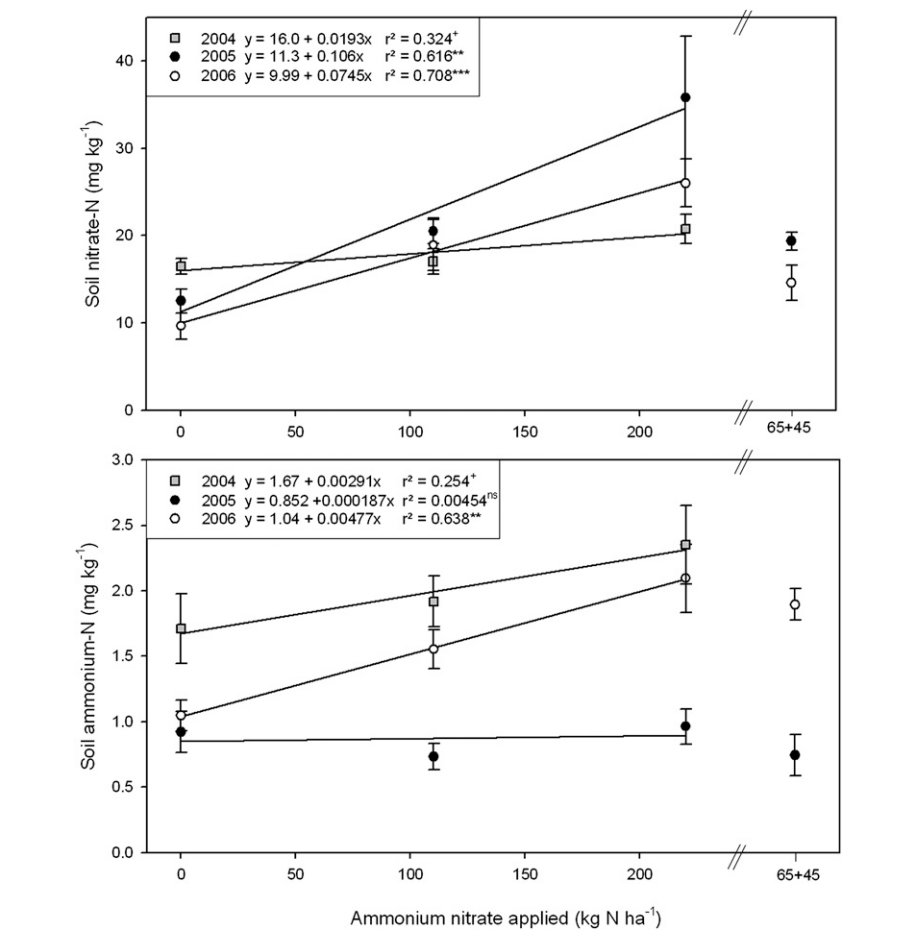 2004 y = 16.0 + 0.0193x r² = 0.324⁺
2005 y = 11.3 + 0.106x r² = 0.616**
2006 y = 9.99 + 0.0745x r² = 0.708***
Soil nitrate-N (mg kg⁻¹)
40
30
20
10
0
0 50 100 150 200 65+45
2004 y = 1.67 + 0.00291x r² = 0.254⁺
2005 y = 0.852 +0.000187x r² = 0.00454ⁿˢ
2006 y = 1.04 + 0.00477x r² = 0.638**
Soil ammonium-N (mg kg⁻¹)
3.0
2.5
2.0
1.5
1.0
0.5
0.0
0 50 100 150 200 65+45
Ammonium nitrate applied (kg N ha⁻¹)